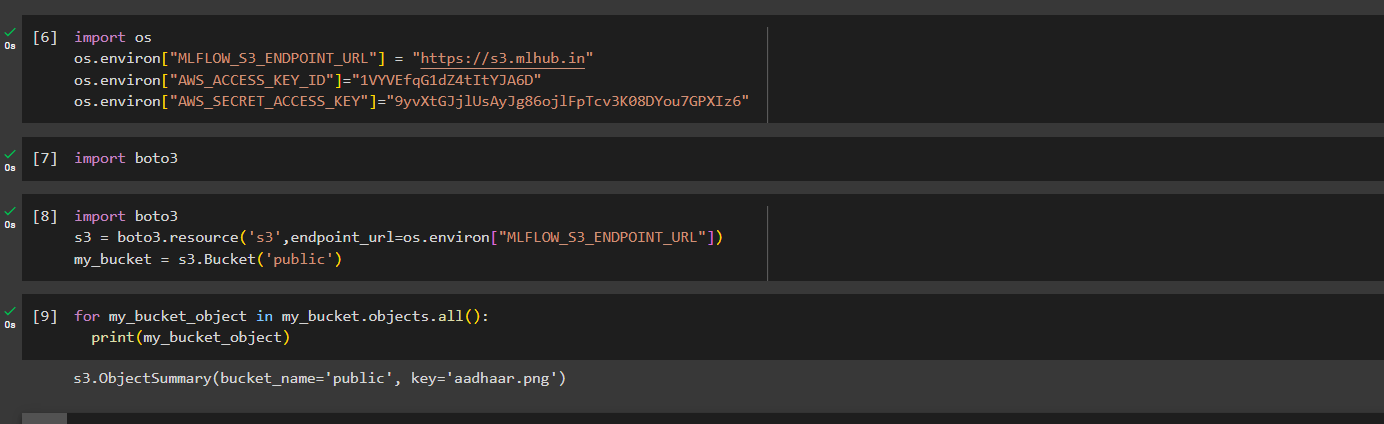 [6] import os
0s
os.environ["MLFLOW_S3_ENDPOINT_URL"] = "https://s3.mlhub.in"
os.environ["AWS_ACCESS_KEY_ID"]="1VYVEfqG1dZ4tItYJA6D"
os.environ["AWS_SECRET_ACCESS_KEY"]="9yvXtGJjlUsAyJg86ojlFpTcv3K08DYou7GPXIz6"
[7] import boto3
0s
[8] import boto3
0s
s3 = boto3.resource('s3',endpoint_url=os.environ["MLFLOW_S3_ENDPOINT_URL"])
my_bucket = s3.Bucket('public')
[9] for my_bucket_object in my_bucket.objects.all():
0s
print(my_bucket_object)
s3.ObjectSummary(bucket_name='public', key='aadhaar.png')